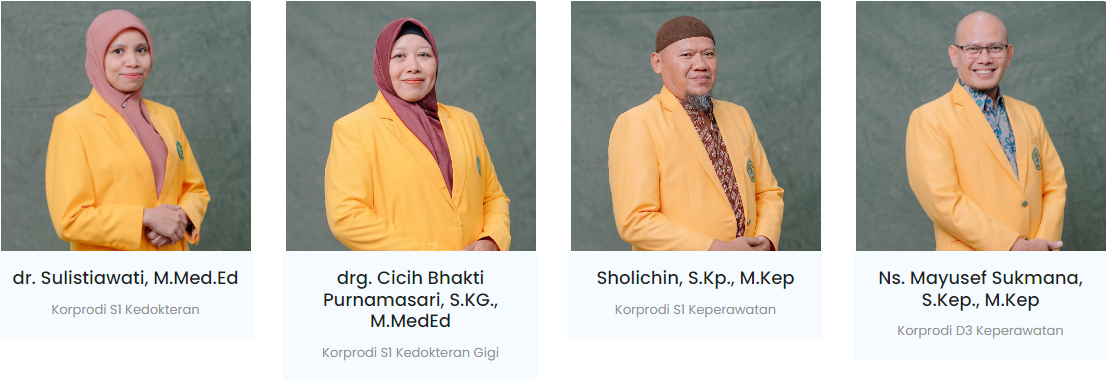 dr. Sulistiawati, M.Med.Ed
Korprodi S1 Kedokteran
drg. Cicih Bhakti
Purnamasari, S.KG.,
M.MedEd
Korprodi S1 Kedokteran Gigi
Sholichin, S.Kp., M.Kep
Korprodi S1 Keperawatan
Ns. Mayusef Sukmana,
S.Kep., M.Kep
Korprodi D3 Keperawatan